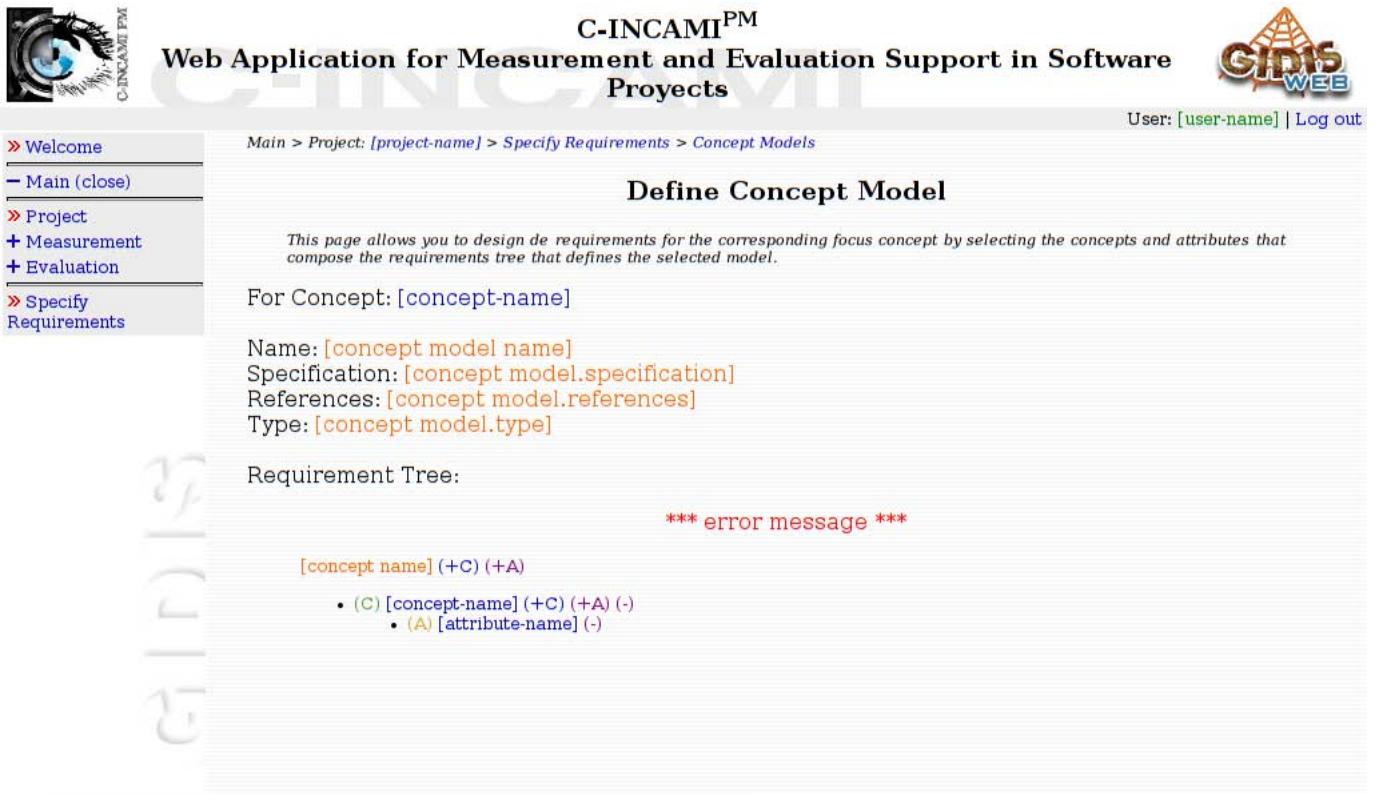 C-INCAMI PM
C-INCAMI
C-INCAMIPM
Web Application for Measurement and Evaluation Support in Software
Proyects
GIDIS
WEB
User: [user-name] | Log out
» Welcome
− Main (close)
» Project
+ Measurement
+ Evaluation
» Specify
Requirements
Main > Project: [project-name] > Specify Requirements > Concept Models
Define Concept Model
This page allows you to design de requirements for the corresponding focus concept by selecting the concepts and attributes that
compose the requirements tree that defines the selected model.
For Concept: [concept-name]
Name: [concept model name]
Specification: [concept model.specification]
References: [concept model.references]
Type: [concept model.type]
Requirement Tree:
*** error message ***
[concept name] (+C) (+A)
• (C) [concept-name] (+C) (+A) (-)
• (A) [attribute-name] (-)
GIDIS